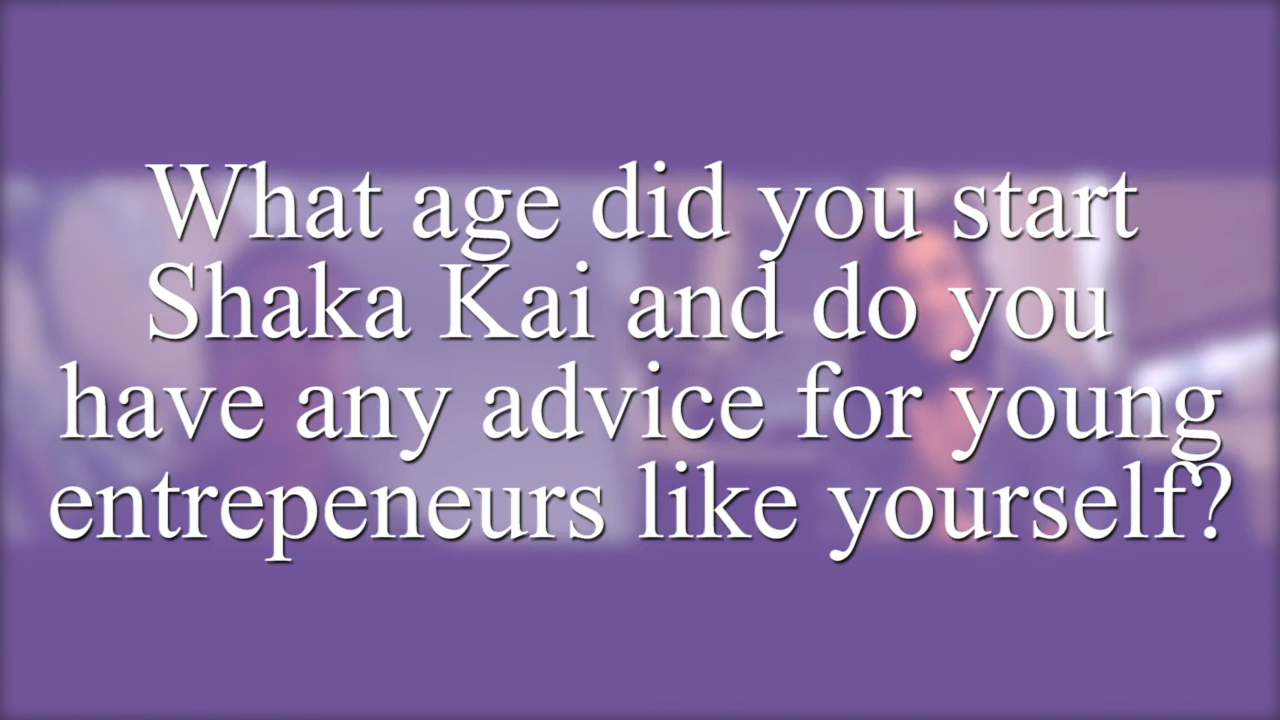 What age did you start
Shaka Kai and do you
have any advice for young
entrepeneurs like yourself?